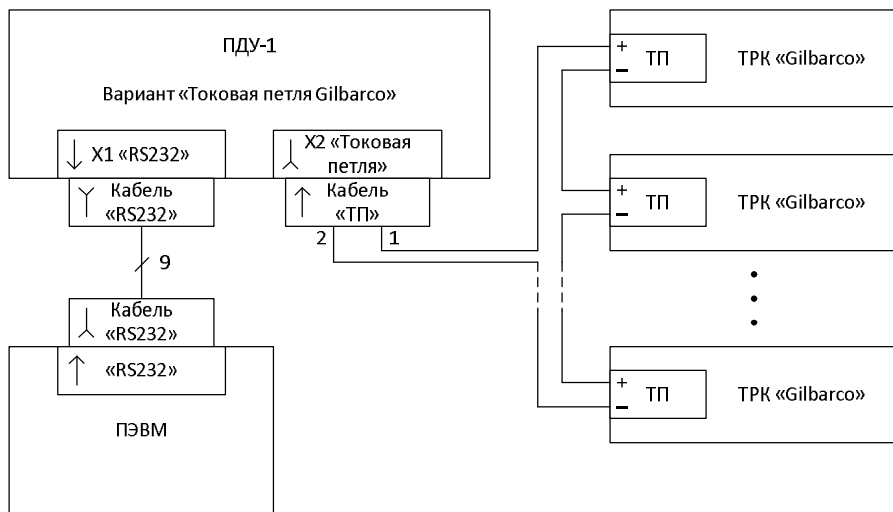 ПДУ-1
Вариант «Токовая петля Gilbarco»
X1 «RS232»
X2 «Токовая
петля»
Кабель
«RS232»
Кабель
«ТП»
2
1
9
Кабель
«RS232»
«RS232»
ПЭВМ
+
−
ТП
ТРК «Gilbarco»
+
−
ТП
ТРК «Gilbarco»
+
−
ТП
ТРК «Gilbarco»